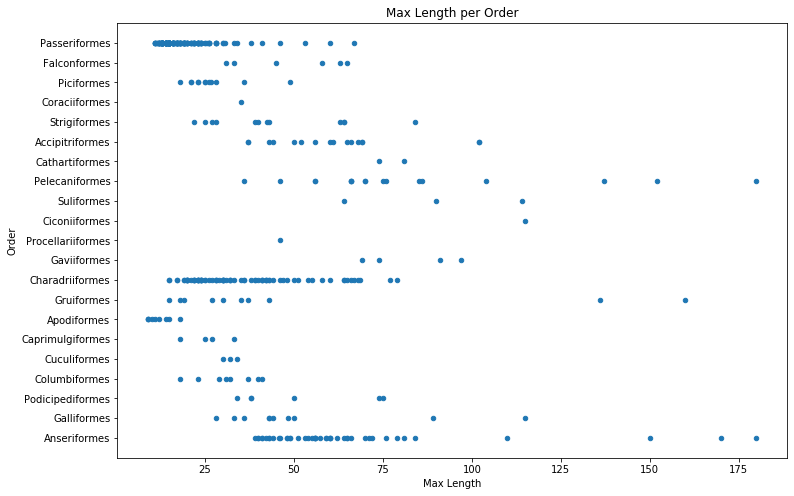 Max Length per Order
Passeriformes
Falconformes
Piciformes
Coraciiformes
Strigiformes
Accipitriformes
Cathartiformes
Pelecaniformes
Suliformes
Ciconiiformes
Procellariiformes
Gaviiformes
Charadriiformes
Gruiformes
Apodiformes
Caprimulgiformes
Cuculiformes
Columbiformes
Podicipediformes
Galliformes
Anseriformes
Order
25 50 75 100 125 150 175
Max Length